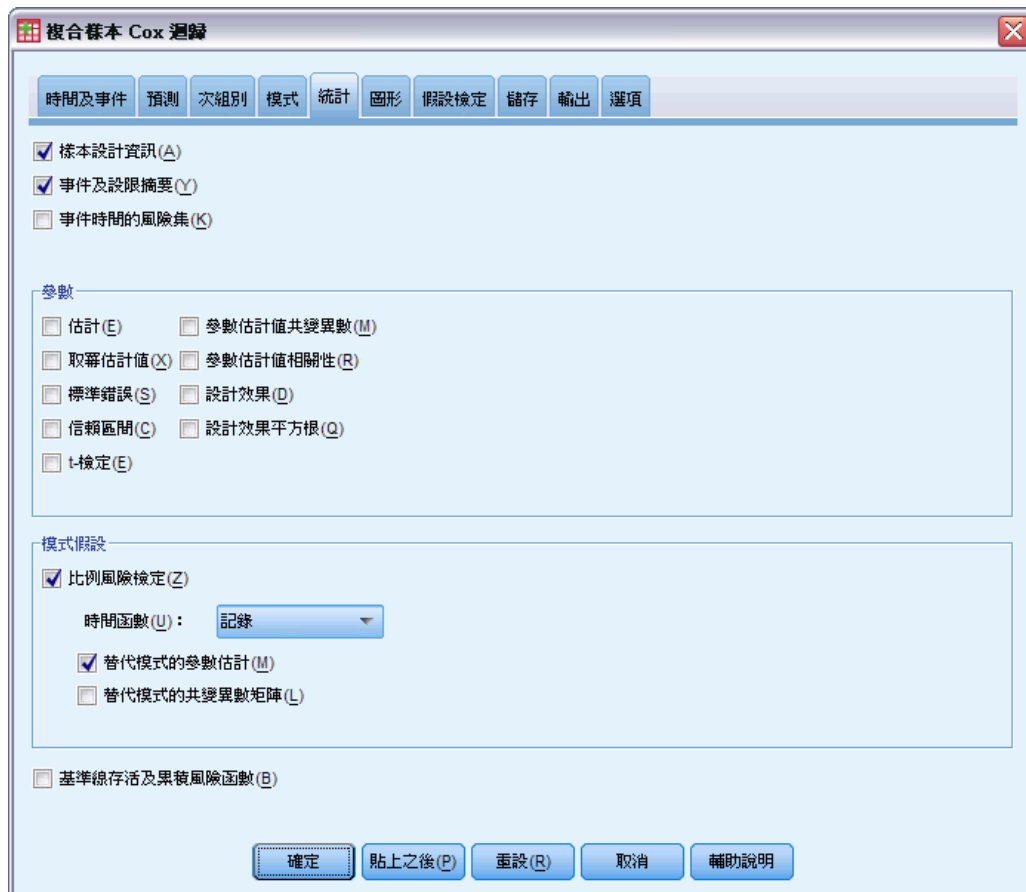 複合樣本 Cox 迴歸
時間及事件 預測 次組別 模式 統計 圖形 假設檢定 儲存 輸出 選項
樣本設計資訊(A)
事件及設限摘要(Y)
事件時間的風險集(K)
參數
估計(E) 參數估計值共變異數(M)
取冪估計值(X) 參數估計值相關性(R)
標準錯誤(S) 設計效果(D)
信賴區間(C) 設計效果平方根(Q)
t-檢定(E)
模式假設
比例風險檢定(Z)
時間函數(U)： 記錄
替代模式的參數估計(M)
替代模式的共變異數矩陣(L)
基準線存活及累積風險函數(B)
確定 貼上之後(P) 重設(R) 取消 輔助說明